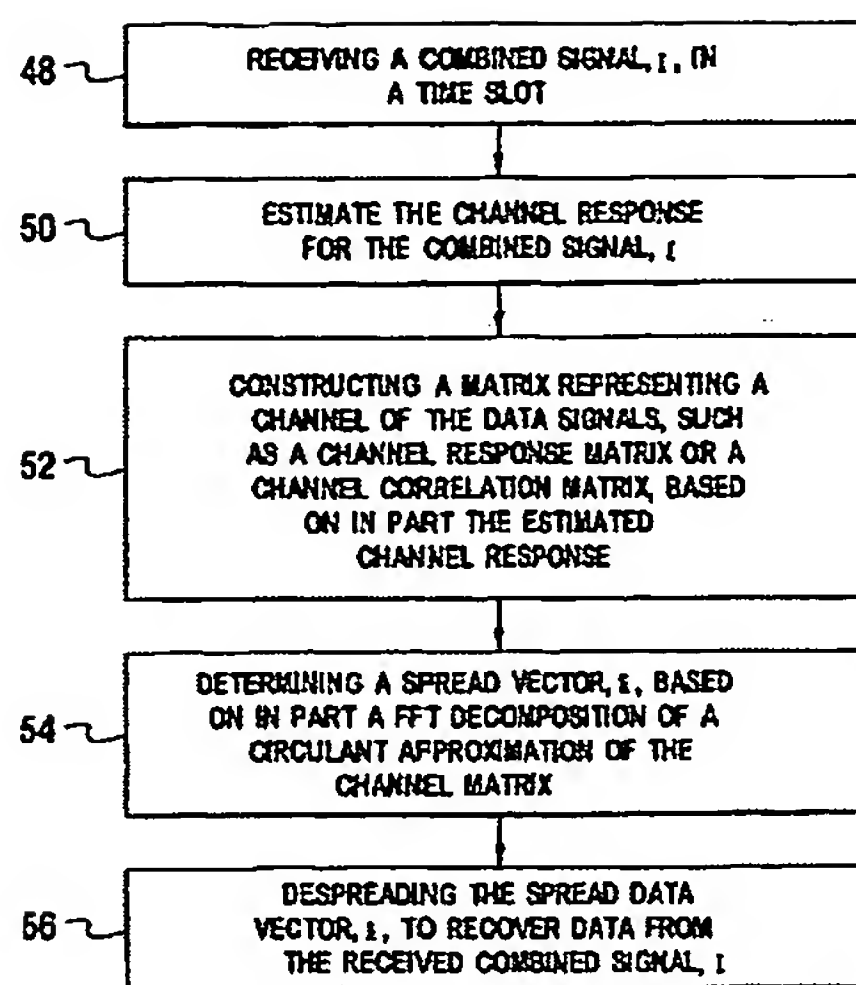 48
RECEIVING A COMBINED SIGNAL, r, IN
A TIME SLOT
50
ESTIMATE THE CHANNEL RESPONSE
FOR THE COMBINED SIGNAL, r
52
CONSTRUCTING A MATRIX REPRESENTING A
CHANNEL OF THE DATA SIGNALS, SUCH
AS A CHANNEL RESPONSE MATRIX OR A
CHANNEL CORRELATION MATRIX, BASED
ON IN PART THE ESTIMATED
CHANNEL RESPONSE
54
DETERMINING A SPREAD VECTOR, s, BASED
ON IN PART A FFT DECOMPOSITION OF A
CIRCULANT APPROXIMATION OF THE
CHANNEL MATRIX
56
DESPREADING THE SPREAD DATA
VECTOR, s, TO RECOVER DATA FROM
THE RECEIVED COMBINED SIGNAL, r